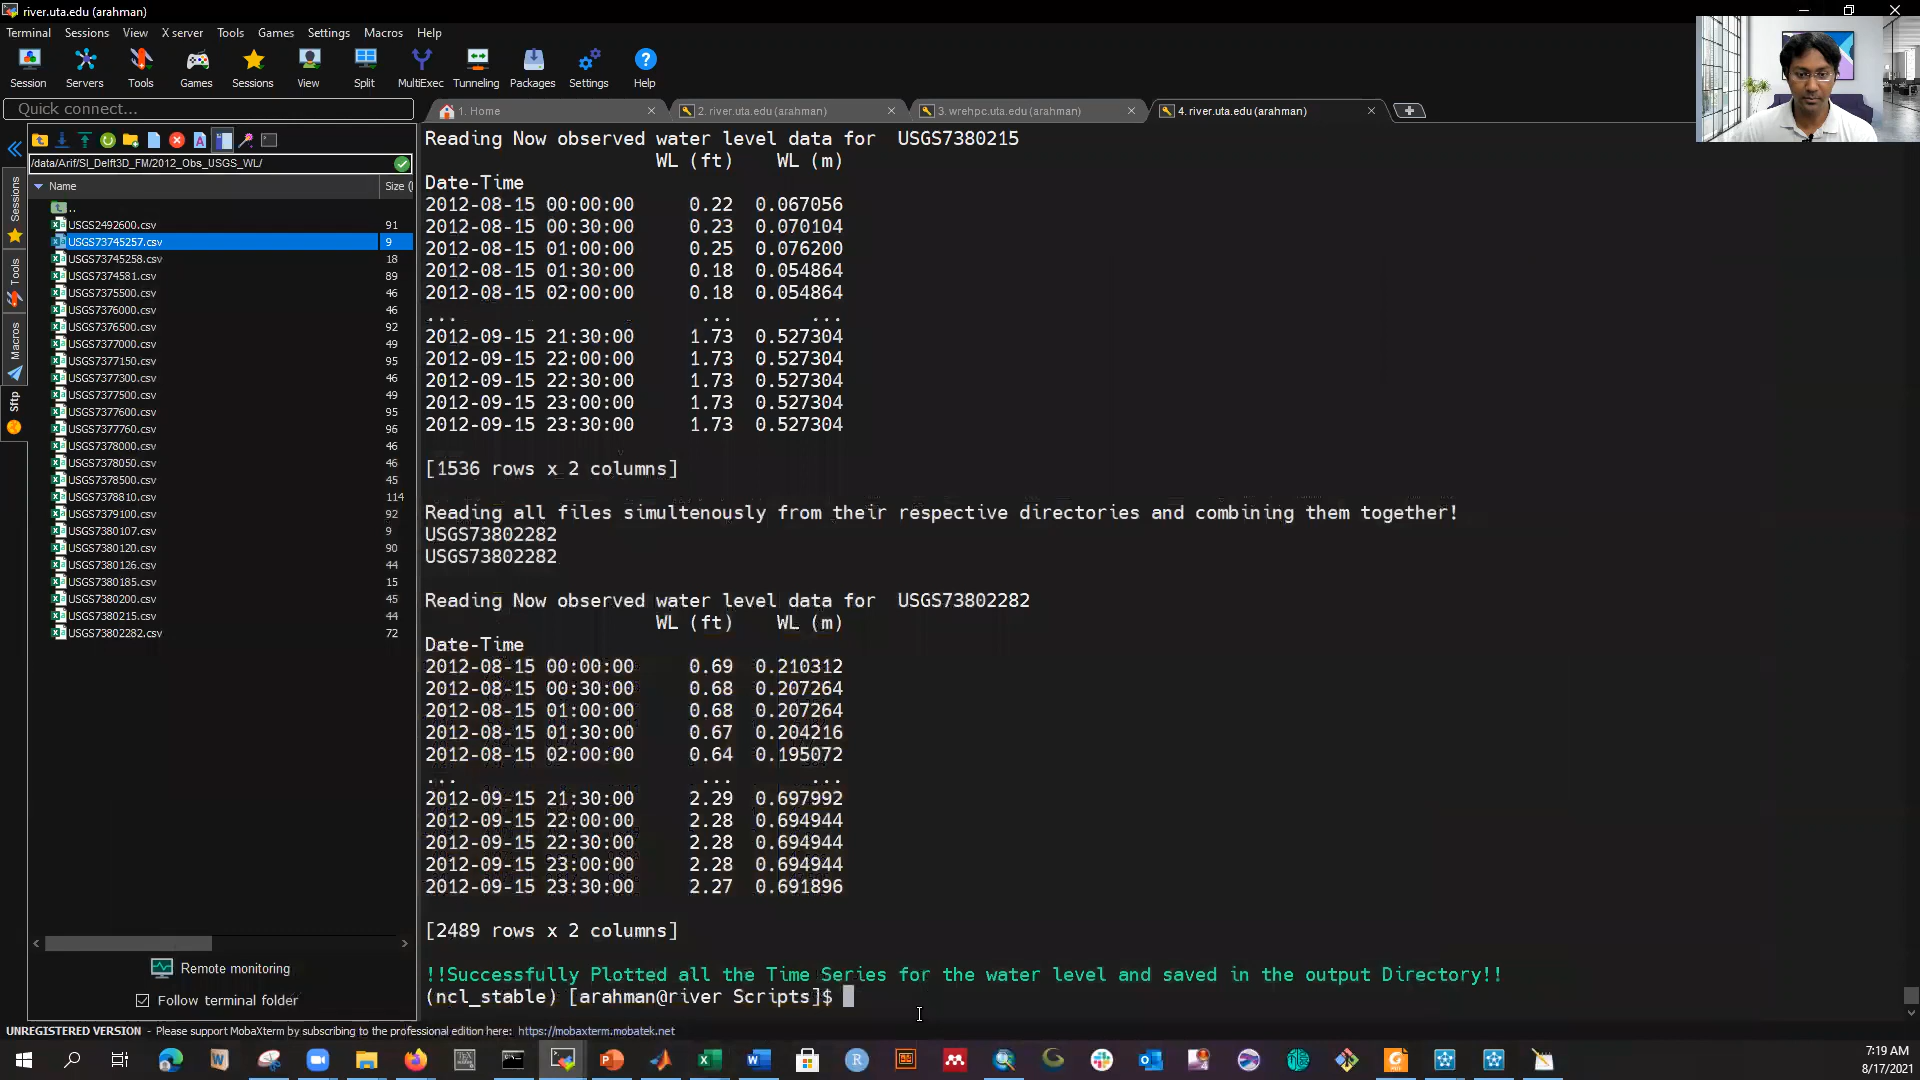 river.uta.edu (arahman)
Terminal Sessions View X server Tools Games Settings Macros Help
Session Servers Tools Games Sessions View Split MultiExec Tunneling Packages Settings Help
Quick connect...
1. Home
2. river.uta.edu (arahman)
3. wrehpc.uta.edu (arahman)
4. river.uta.edu (arahman)
Sessions
Tools
Macros
Sftp
/data/Arif/SI_Delft3D_FM/2012_Obs_USGS_WL/
Name Size (
..
USGS2492600.csv 91
USGS73745257.csv 9
USGS73745258.csv 18
USGS7374581.csv 89
USGS7375500.csv 46
USGS7376000.csv 46
USGS7376500.csv 92
USGS7377000.csv 49
USGS7377150.csv 95
USGS7377300.csv 46
USGS7377500.csv 49
USGS7377600.csv 95
USGS7377760.csv 96
USGS7378000.csv 46
USGS7378050.csv 46
USGS7378500.csv 45
USGS7378810.csv 114
USGS7379100.csv 92
USGS7380107.csv 9
USGS7380120.csv 90
USGS7380126.csv 44
USGS7380185.csv 15
USGS7380200.csv 45
USGS7380215.csv 44
USGS73802282.csv 72
Remote monitoring
Follow terminal folder
Reading Now observed water level data for USGS7380215
WL (ft) WL (m)
Date-Time
2012-08-15 00:00:00 0.22 0.067056
2012-08-15 00:30:00 0.23 0.070104
2012-08-15 01:00:00 0.25 0.076200
2012-08-15 01:30:00 0.18 0.054864
2012-08-15 02:00:00 0.18 0.054864
... ... ...
2012-09-15 21:30:00 1.73 0.527304
2012-09-15 22:00:00 1.73 0.527304
2012-09-15 22:30:00 1.73 0.527304
2012-09-15 23:00:00 1.73 0.527304
2012-09-15 23:30:00 1.73 0.527304
[1536 rows x 2 columns]
Reading all files simultenously from their respective directories and combining them together!
USGS73802282
USGS73802282
Reading Now observed water level data for USGS73802282
WL (ft) WL (m)
Date-Time
2012-08-15 00:00:00 0.69 0.210312
2012-08-15 00:30:00 0.68 0.207264
2012-08-15 01:00:00 0.68 0.207264
2012-08-15 01:30:00 0.67 0.204216
2012-08-15 02:00:00 0.64 0.195072
... ... ...
2012-09-15 21:30:00 2.29 0.697992
2012-09-15 22:00:00 2.28 0.694944
2012-09-15 22:30:00 2.28 0.694944
2012-09-15 23:00:00 2.28 0.694944
2012-09-15 23:30:00 2.27 0.691896
[2489 rows x 2 columns]
!!Successfully Plotted all the Time Series for the water level and saved in the output Directory!!
(ncl_stable) [arahman@river Scripts]$
UNREGISTERED VERSION - Please support MobaXterm by subscribing to the professional edition here: https://mobaxterm.mobatek.net
7:19 AM
8/17/2021